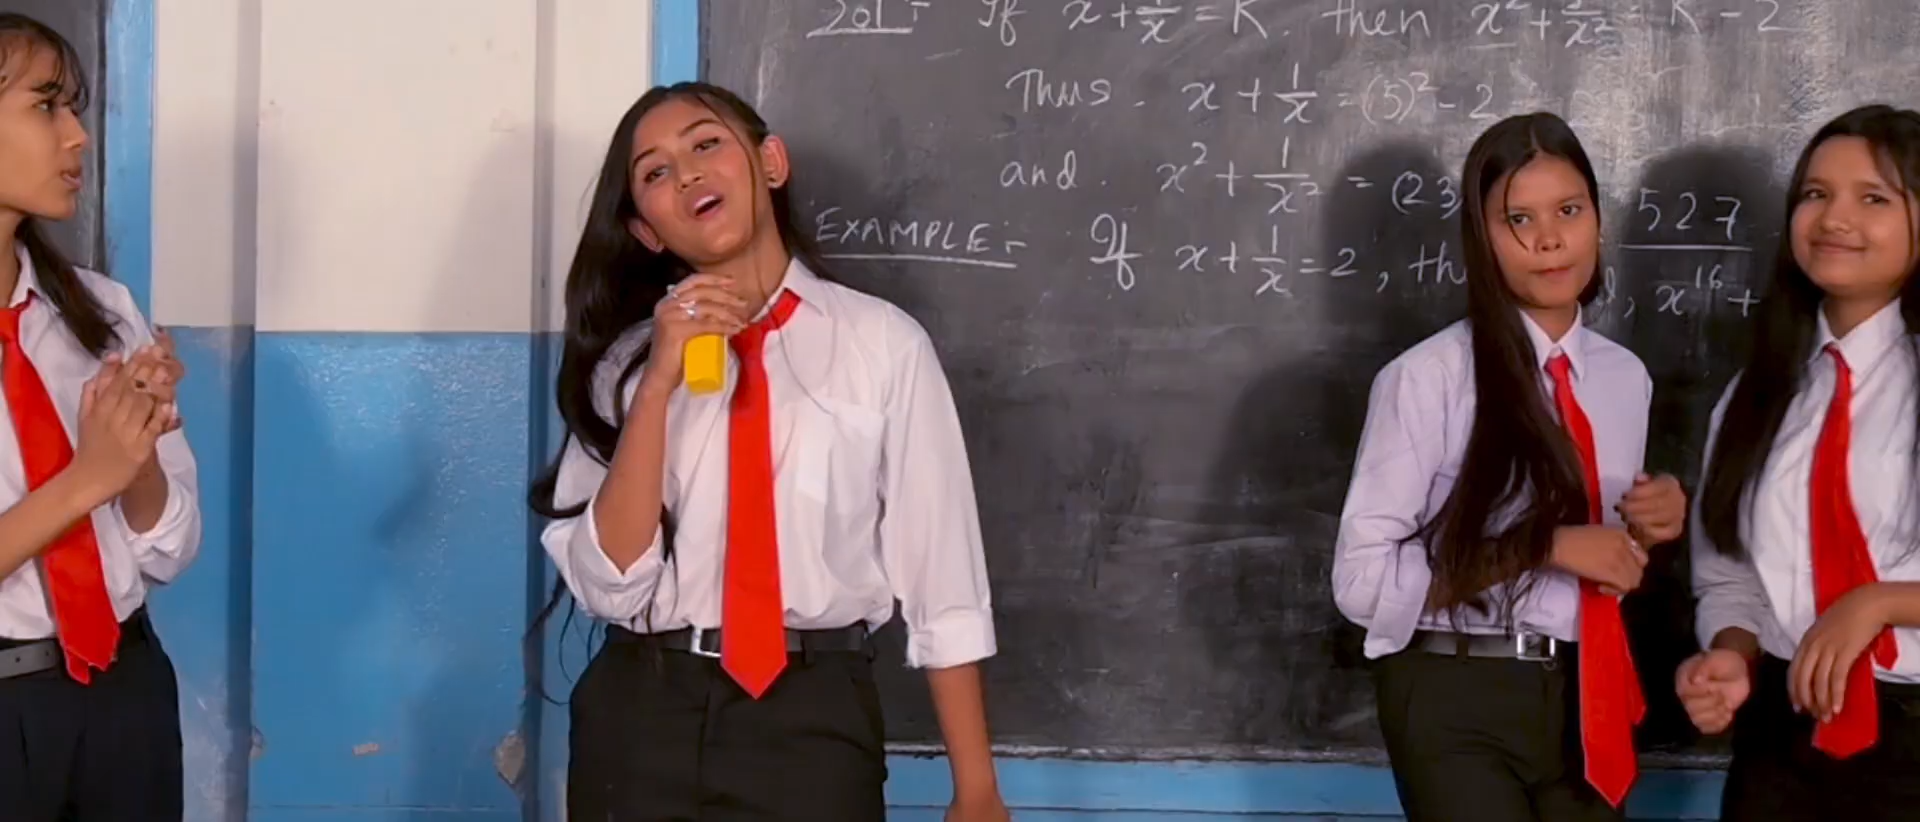 Sol :- If x + 1/x = K. then x² + 1/x² = K - 2
Thus. x + 1/x = (5)² - 2
and. x² + 1/x² = (23
527
EXAMPLE :- If x + 1/x = 2, th
x¹⁶ +